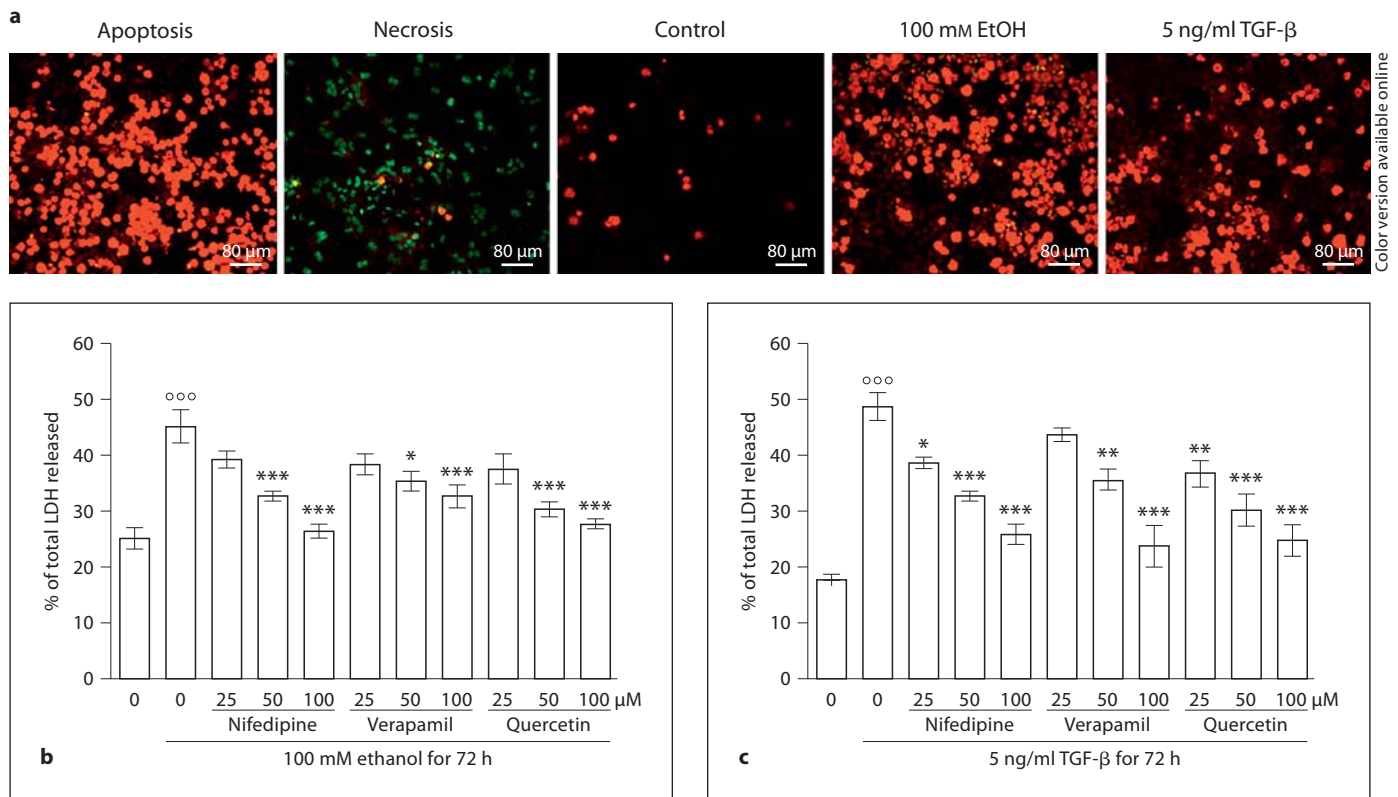 a
Apoptosis Necrosis Control 100 mM EtOH 5 ng/ml TGF-β
80 µm 80 µm 80 µm 80 µm 80 µm
Color version available online
60
50
40
30
20
10
0
% of total LDH released
°°°
***
***
*
***
***
***
0 0 25 50 100 25 50 100 25 50 100 µM
Nifedipine Verapamil Quercetin
100 mM ethanol for 72 h
b
60
50
40
30
20
10
0
% of total LDH released
°°°
*
***
***
**
***
**
***
***
0 0 25 50 100 25 50 100 25 50 100 µM
Nifedipine Verapamil Quercetin
5 ng/ml TGF-β for 72 h
c